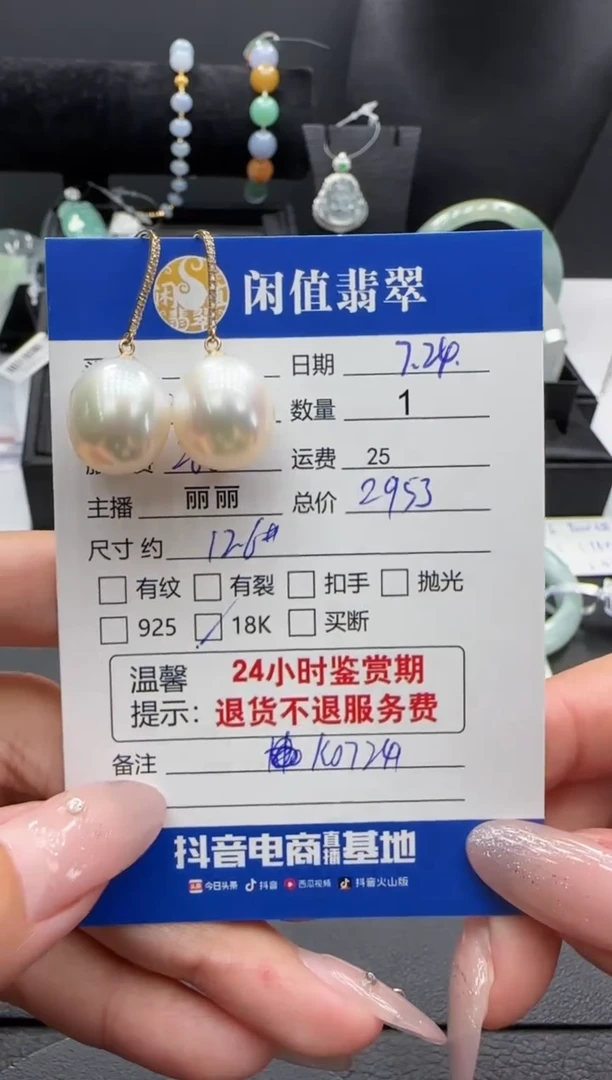 闲值翡翠
日期 7.24.
数量 1
运费 25
主播 丽丽 总价 2953
尺寸 约 12.6#
有纹 有裂 扣手 抛光
925 18K 买断
温馨 24小时鉴赏期
提示: 退货不退服务费
备注 K0724
抖音电商直播基地
今日头条 抖音 西瓜视频 抖音火山版